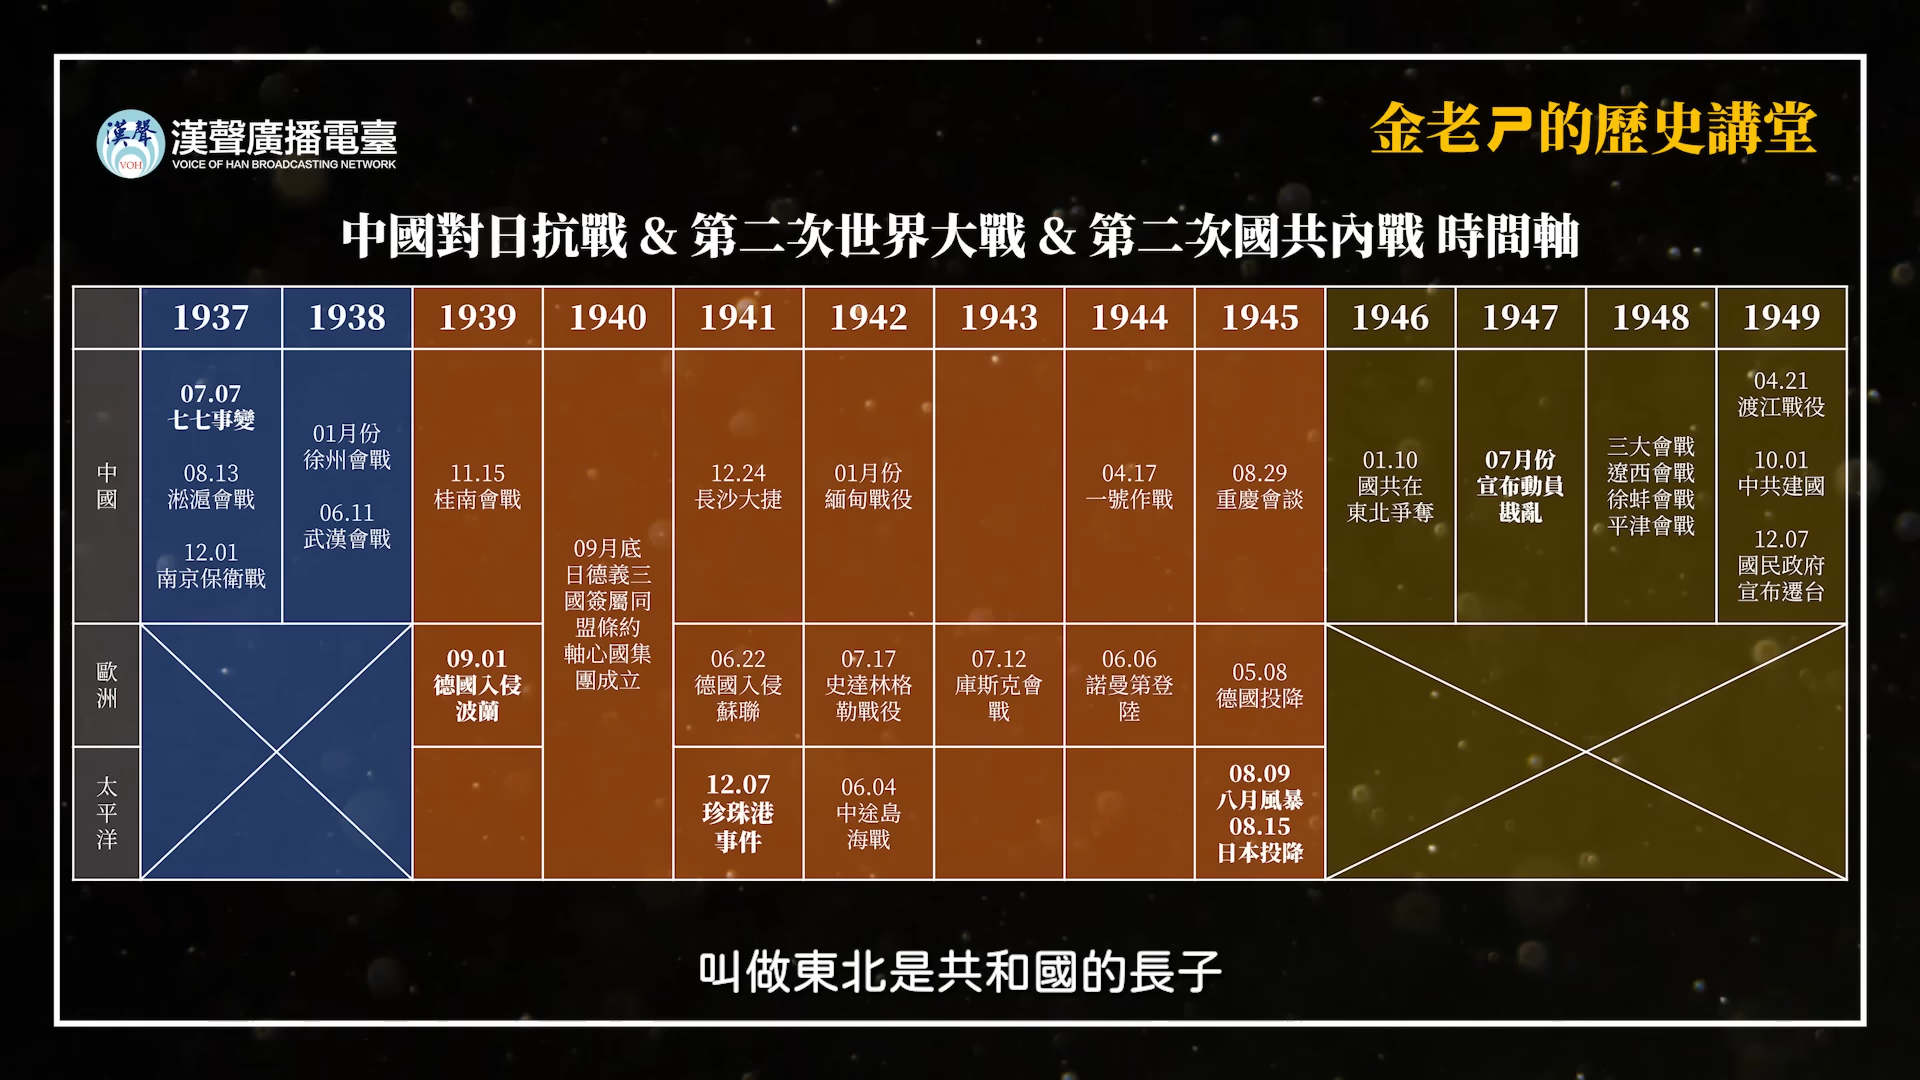 漢聲
VOH
漢聲廣播電臺
VOICE OF HAN BROADCASTING NETWORK
金老ㄕ的歷史講堂
中國對日抗戰 & 第二次世界大戰 & 第二次國共內戰 時間軸
1937
1938
1939
1940
1941
1942
1943
1944
1945
1946
1947
1948
1949
中
國
07.07
七七事變
08.13
淞滬會戰
12.01
南京保衛戰
01月份
徐州會戰
06.11
武漢會戰
11.15
桂南會戰
09月底
日德義三
國簽屬同
盟條約
軸心國集
團成立
12.24
長沙大捷
01月份
緬甸戰役
04.17
一號作戰
08.29
重慶會談
01.10
國共在
東北爭奪
07月份
宣布動員
戡亂
三大會戰
遼西會戰
徐蚌會戰
平津會戰
04.21
渡江戰役
10.01
中共建國
12.07
國民政府
宣布遷台
歐
洲
09.01
德國入侵
波蘭
06.22
德國入侵
蘇聯
07.17
史達林格
勒戰役
07.12
庫斯克會
戰
06.06
諾曼第登
陸
05.08
德國投降
太
平
洋
12.07
珍珠港
事件
06.04
中途島
海戰
08.09
八月風暴
08.15
日本投降
叫做東北是共和國的長子